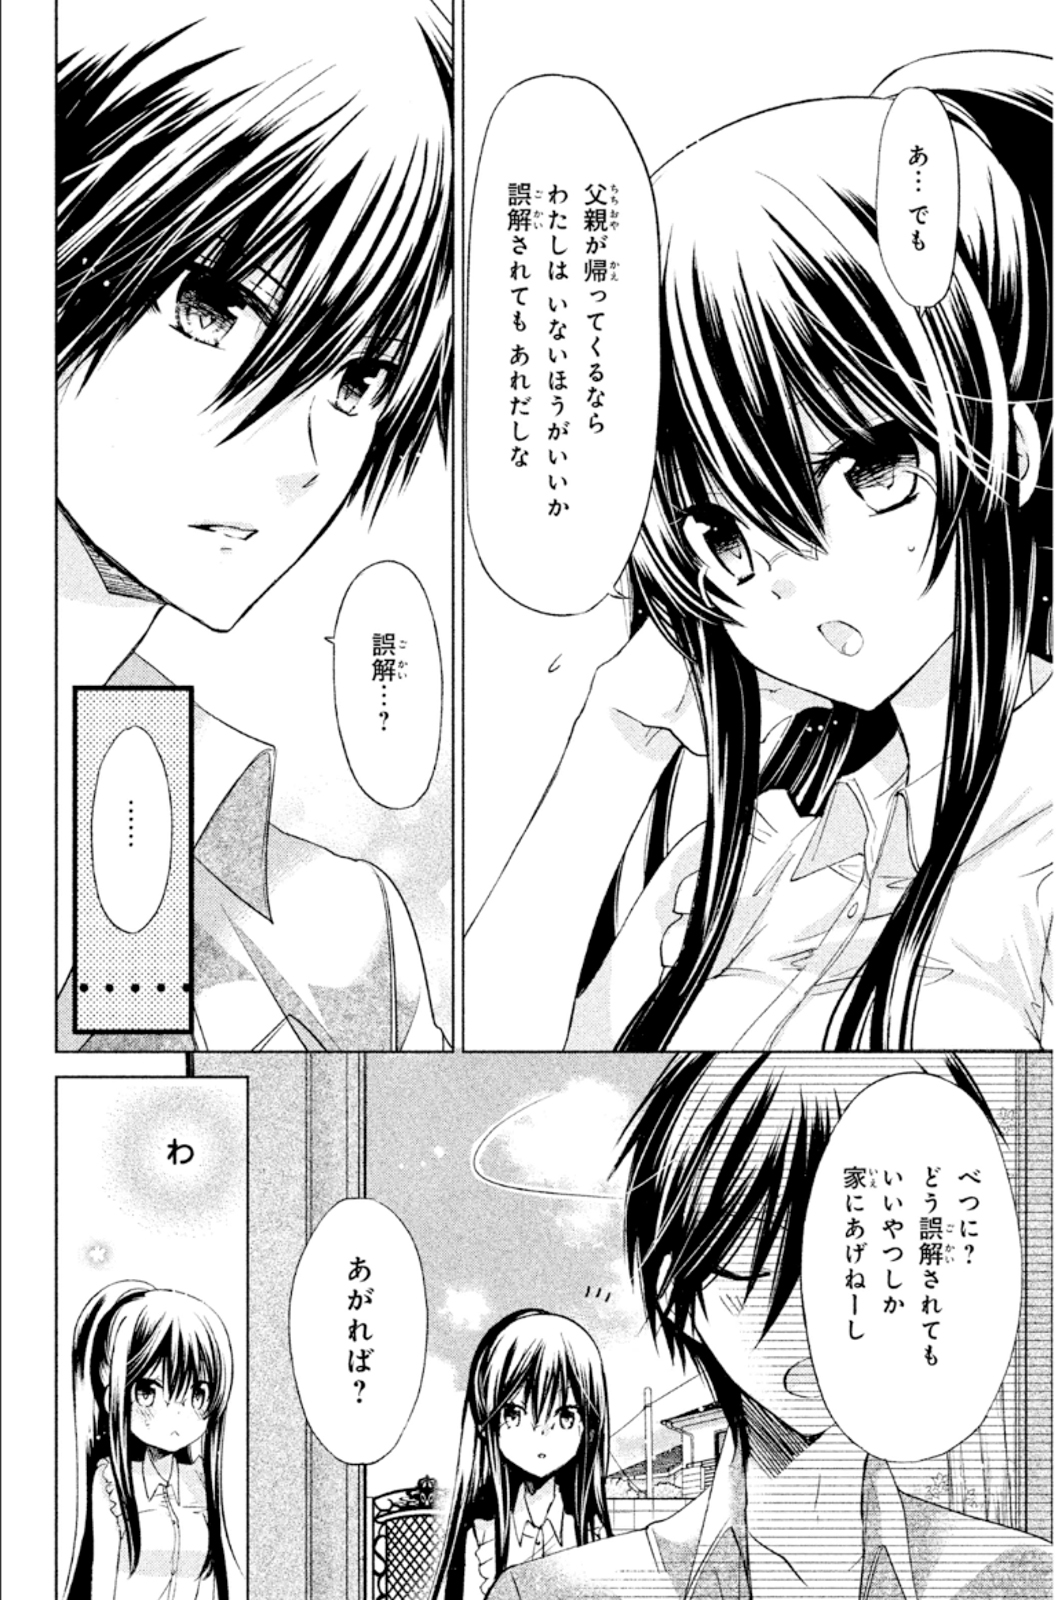 あ…でも
父親が帰ってくるなら
わたしはいないほうがいいか
誤解されてもあれだしな
誤解…?
……
べつに?
どう誤解されても
いいやつしか
家にあげねーし
あがれば?
わ